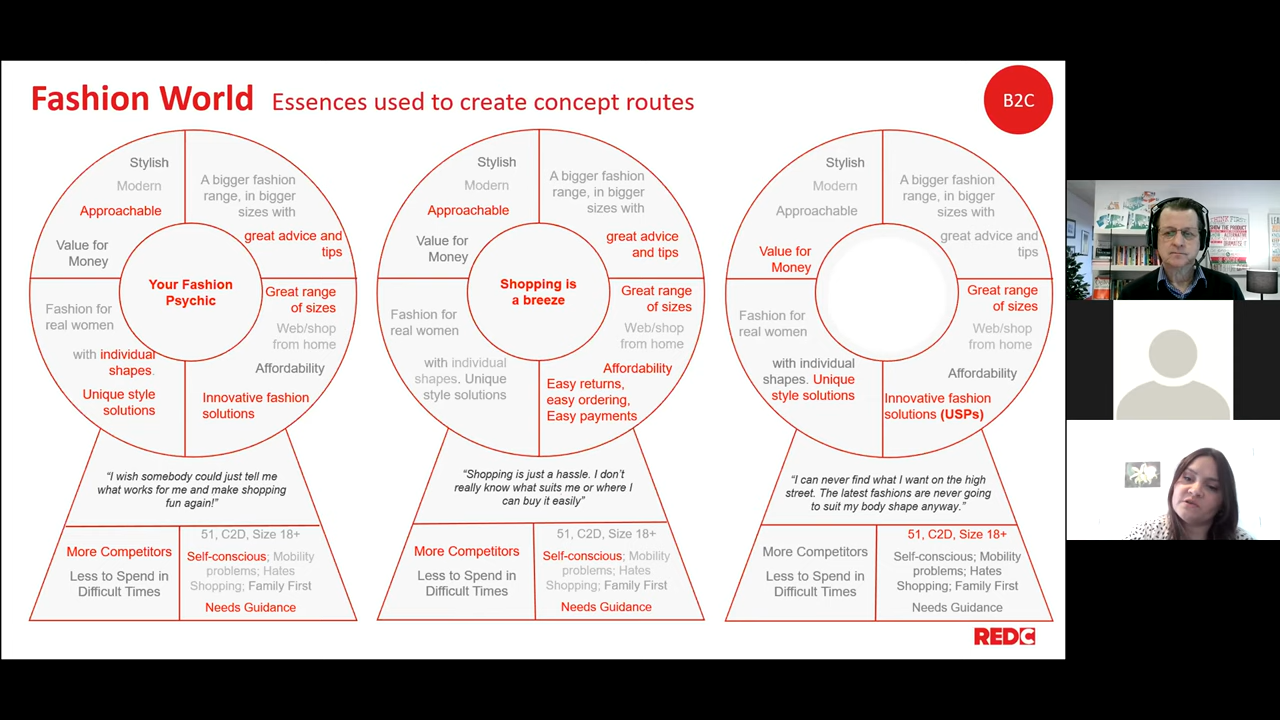 Fashion World Essences used to create concept routes
B2C
Stylish
Modern
Approachable
Value for
Money
A bigger fashion
range, in bigger
sizes with
great advice and
tips
Your Fashion
Psychic
Fashion for
real women
with individual
shapes.
Unique style
solutions
Great range
of sizes
Web/shop
from home
Affordability
Innovative fashion
solutions
“I wish somebody could just tell me
what works for me and make shopping
fun again!”
More Competitors
Less to Spend in
Difficult Times
51, C2D, Size 18+
Self-conscious; Mobility
problems; Hates
Shopping; Family First
Needs Guidance
Stylish
Modern
Approachable
Value for
Money
A bigger fashion
range, in bigger
sizes with
great advice
and tips
Shopping is
a breeze
Fashion for
real women
with individual
shapes. Unique
style solutions
Great range
of sizes
Web/shop
from home
Affordability
Easy returns,
easy ordering,
Easy payments
“Shopping is just a hassle. I don’t
really know what suits me or where I
can buy it easily”
More Competitors
Less to Spend in
Difficult Times
51, C2D, Size 18+
Self-conscious; Mobility
problems; Hates
Shopping; Family First
Needs Guidance
Stylish
Modern
Approachable
Value for
Money
A bigger fashion
range, in bigger
sizes with
great advice and
tips
Fashion for
real women
with individual
shapes. Unique
style solutions
Great range
of sizes
Web/shop
from home
Affordability
Innovative fashion
solutions (USPs)
“I can never find what I want on the high
street. The latest fashions are never going
to suit my body shape anyway.”
More Competitors
Less to Spend in
Difficult Times
51, C2D, Size 18+
Self-conscious; Mobility
problems; Hates
Shopping; Family First
Needs Guidance
REDC